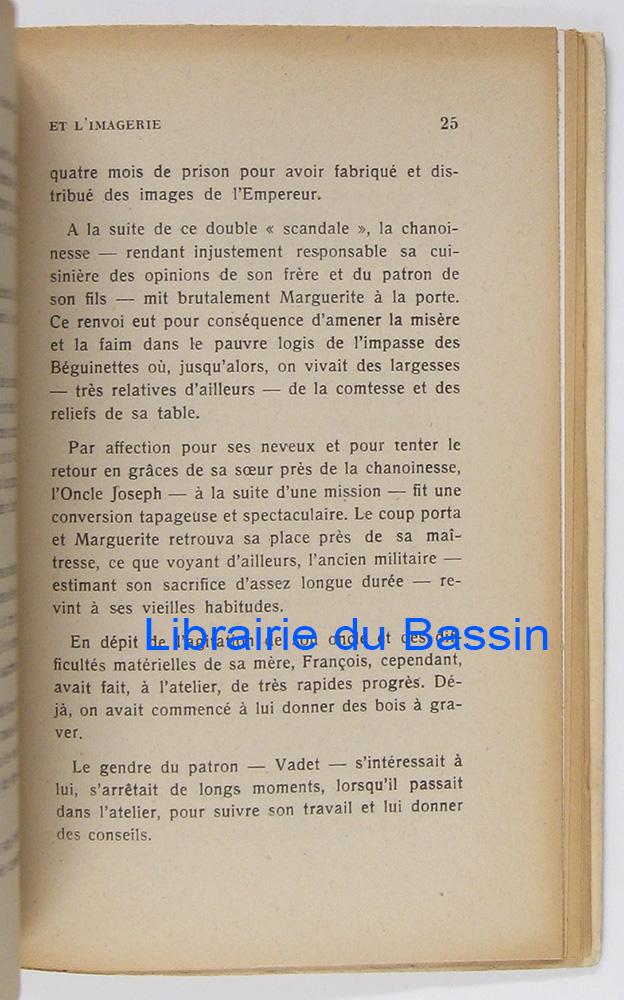 ET L'IMAGERIE 25
quatre mois de prison pour avoir fabriqué et dis-
tribué des images de l'Empereur.
A la suite de ce double « scandale », la chanoi-
nesse — rendant injustement responsable sa cui-
sinière des opinions de son frère et du patron de
son fils — mit brutalement Marguerite à la porte.
Ce renvoi eut pour conséquence d'amener la misère
et la faim dans le pauvre logis de l'impasse des
Béguinettes où, jusqu'alors, on vivait des largesses
— très relatives d'ailleurs — de la comtesse et des
reliefs de sa table.
Par affection pour ses neveux et pour tenter le
retour en grâces de sa sœur près de la chanoinesse,
l'Oncle Joseph — à la suite d'une mission — fit une
conversion tapageuse et spectaculaire. Le coup porta
et Marguerite retrouva sa place près de sa maî-
tresse, ce que voyant d'ailleurs, l'ancien militaire —
estimant son sacrifice d'assez longue durée — re-
vint à ses vieilles habitudes.
En dépit de l'agitation de son oncle et des dif-
Librairie du Bassin
ficultés matérielles de sa mère, François, cependant,
avait fait, à l'atelier, de très rapides progrès. Dé-
jà, on avait commencé à lui donner des bois à gra-
ver.
Le gendre du patron — Vadet — s'intéressait à
lui, s'arrêtait de longs moments, lorsqu'il passait
dans l'atelier, pour suivre son travail et lui donner
des conseils.